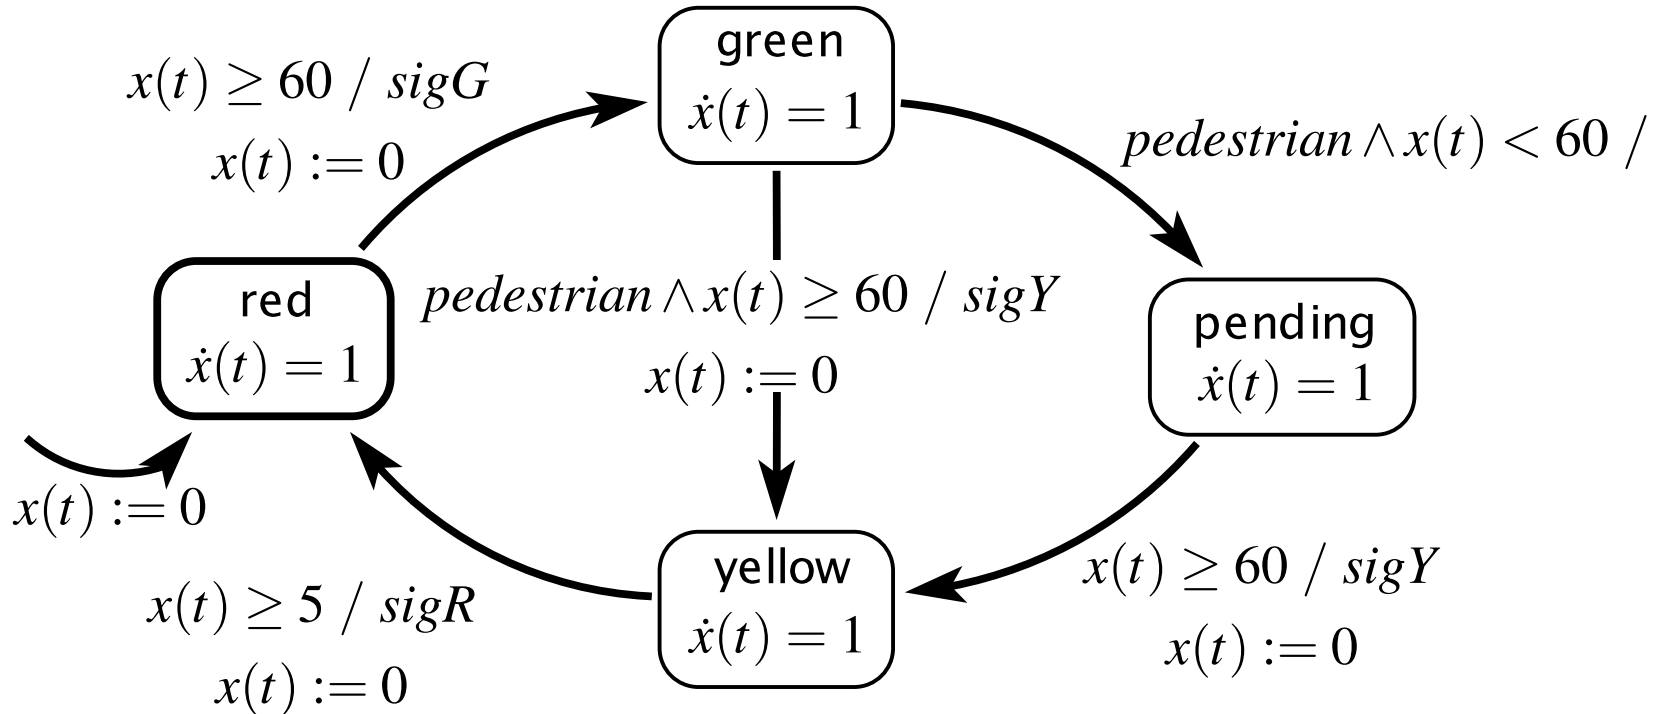 green
ẋ(t) = 1
x(t) ≥ 60 / sigG
x(t) := 0
pedestrian ∧ x(t) < 60 /
red
ẋ(t) = 1
pedestrian ∧ x(t) ≥ 60 / sigY
x(t) := 0
pending
ẋ(t) = 1
x(t) := 0
yellow
ẋ(t) = 1
x(t) ≥ 60 / sigY
x(t) := 0
x(t) ≥ 5 / sigR
x(t) := 0